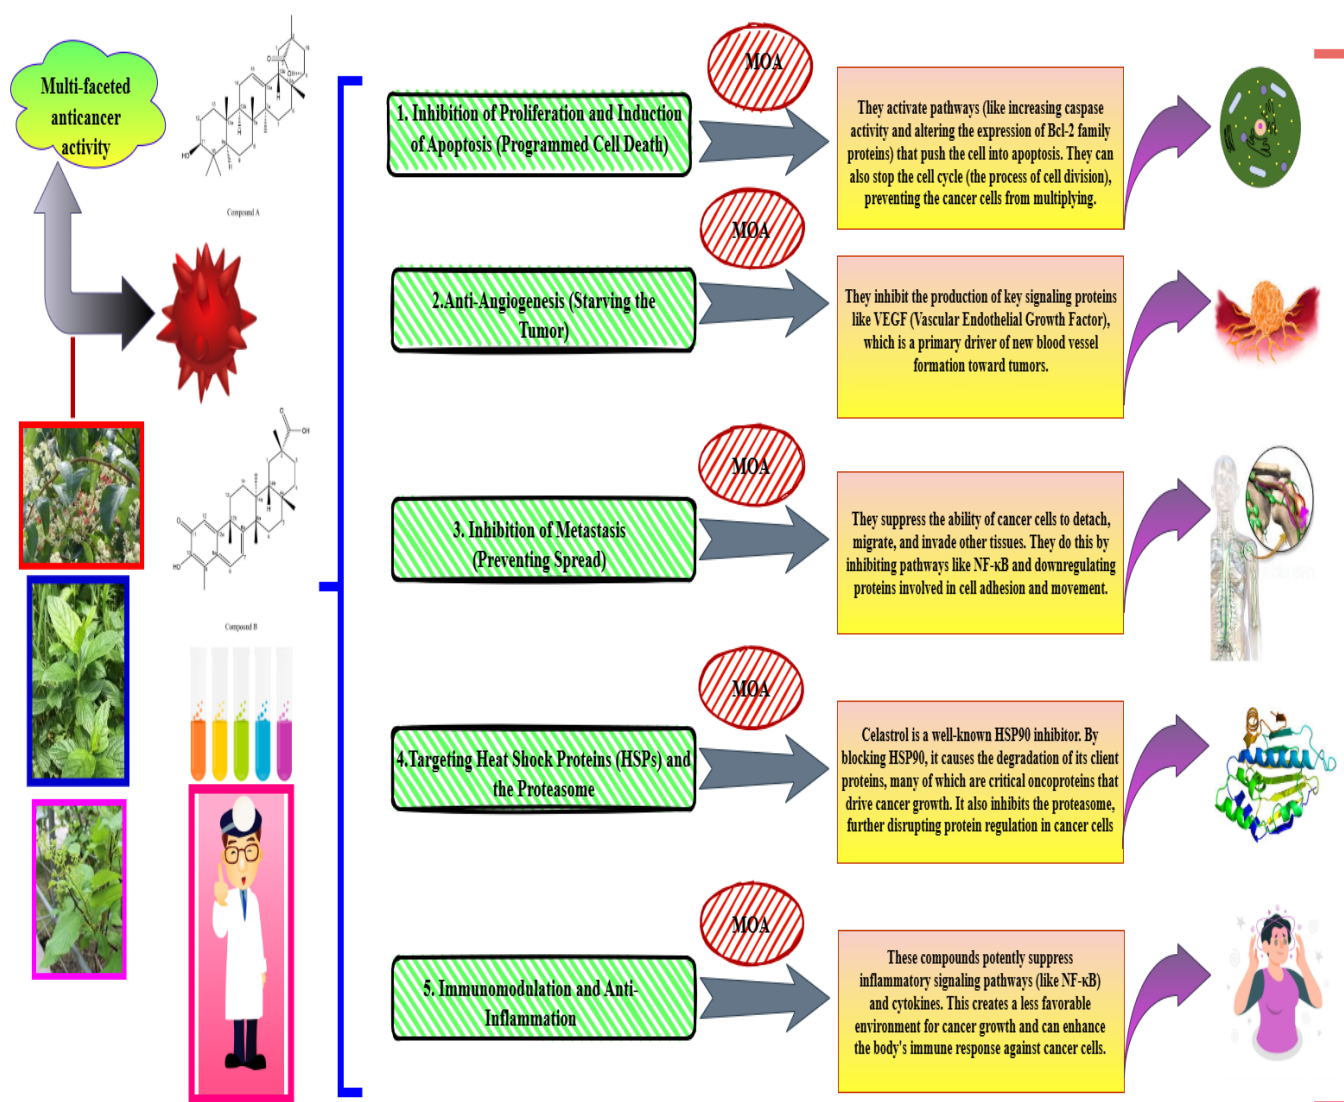 Multi-faceted
anticancer
activity
HO
Compound A
O
OH
O
HO
Compound B
1. Inhibition of Proliferation and Induction
of Apoptosis (Programmed Cell Death)
MOA
They activate pathways (like increasing caspase
activity and altering the expression of Bcl-2 family
proteins) that push the cell into apoptosis. They can
also stop the cell cycle (the process of cell division),
preventing the cancer cells from multiplying.
2.Anti-Angiogenesis (Starving the
Tumor)
MOA
They inhibit the production of key signaling proteins
like VEGF (Vascular Endothelial Growth Factor),
which is a primary driver of new blood vessel
formation toward tumors.
3. Inhibition of Metastasis
(Preventing Spread)
MOA
They suppress the ability of cancer cells to detach,
migrate, and invade other tissues. They do this by
inhibiting pathways like NF-κB and downregulating
proteins involved in cell adhesion and movement.
4.Targeting Heat Shock Proteins (HSPs) and
the Proteasome
MOA
Celastrol is a well-known HSP90 inhibitor. By
blocking HSP90, it causes the degradation of its client
proteins, many of which are critical oncoproteins that
drive cancer growth. It also inhibits the proteasome,
further disrupting protein regulation in cancer cells
5. Immunomodulation and Anti-
Inflammation
MOA
These compounds potently suppress
inflammatory signaling pathways (like NF-κB)
and cytokines. This creates a less favorable
environment for cancer growth and can enhance
the body's immune response against cancer cells.